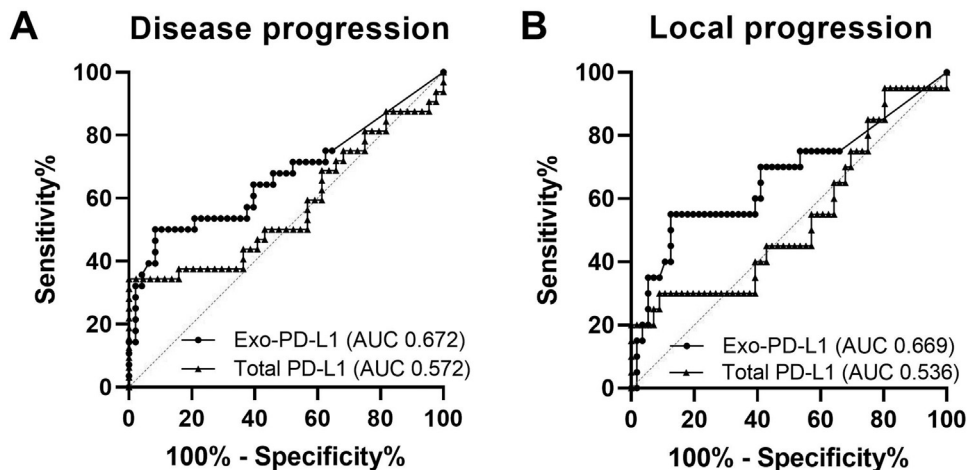 A
Disease progression
Sensitivity%
100
80
60
40
20
0
Exo-PD-L1 (AUC 0.672)
Total PD-L1 (AUC 0.572)
0 20 40 60 80 100
100% - Specificity%
B
Local progression
Sensitivity%
100
80
60
40
20
0
Exo-PD-L1 (AUC 0.669)
Total PD-L1 (AUC 0.536)
0 20 40 60 80 100
100% - Specificity%